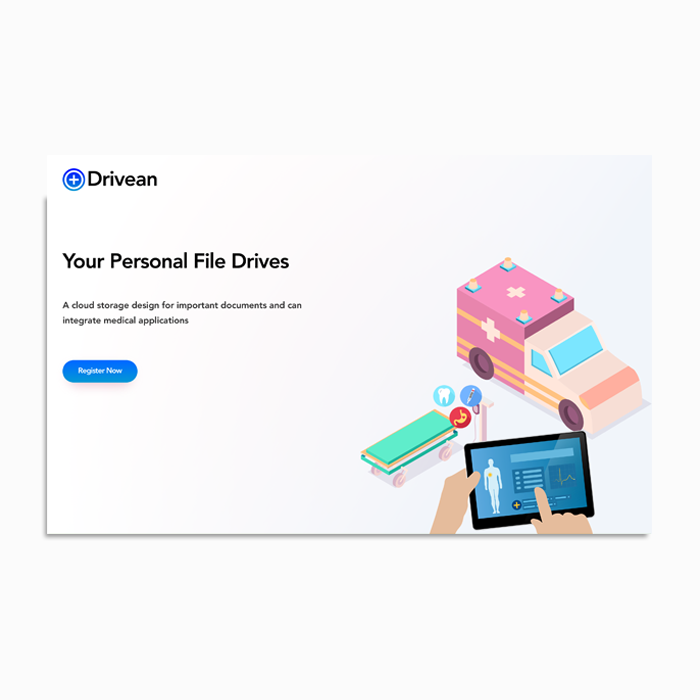 Drivean
Your Personal File Drives
A cloud storage design for important documents and can
integrate medical applications
Register Now